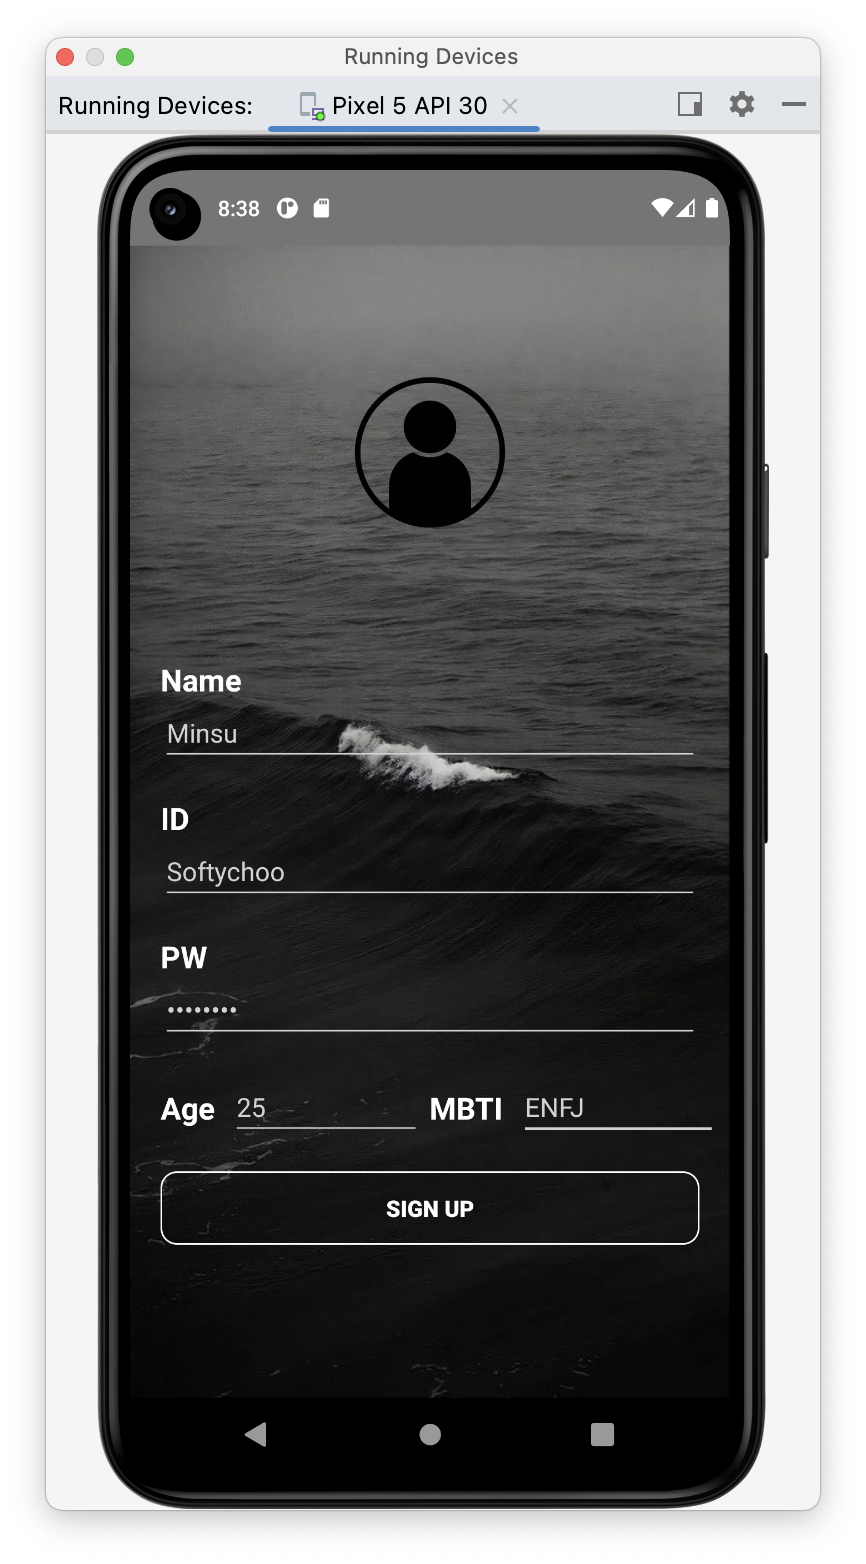 Running Devices
Running Devices: Pixel 5 API 30
8:38
Name
Minsu
ID
Softychoo
PW
••••••••
Age 25 MBTI ENFJ
SIGN UP